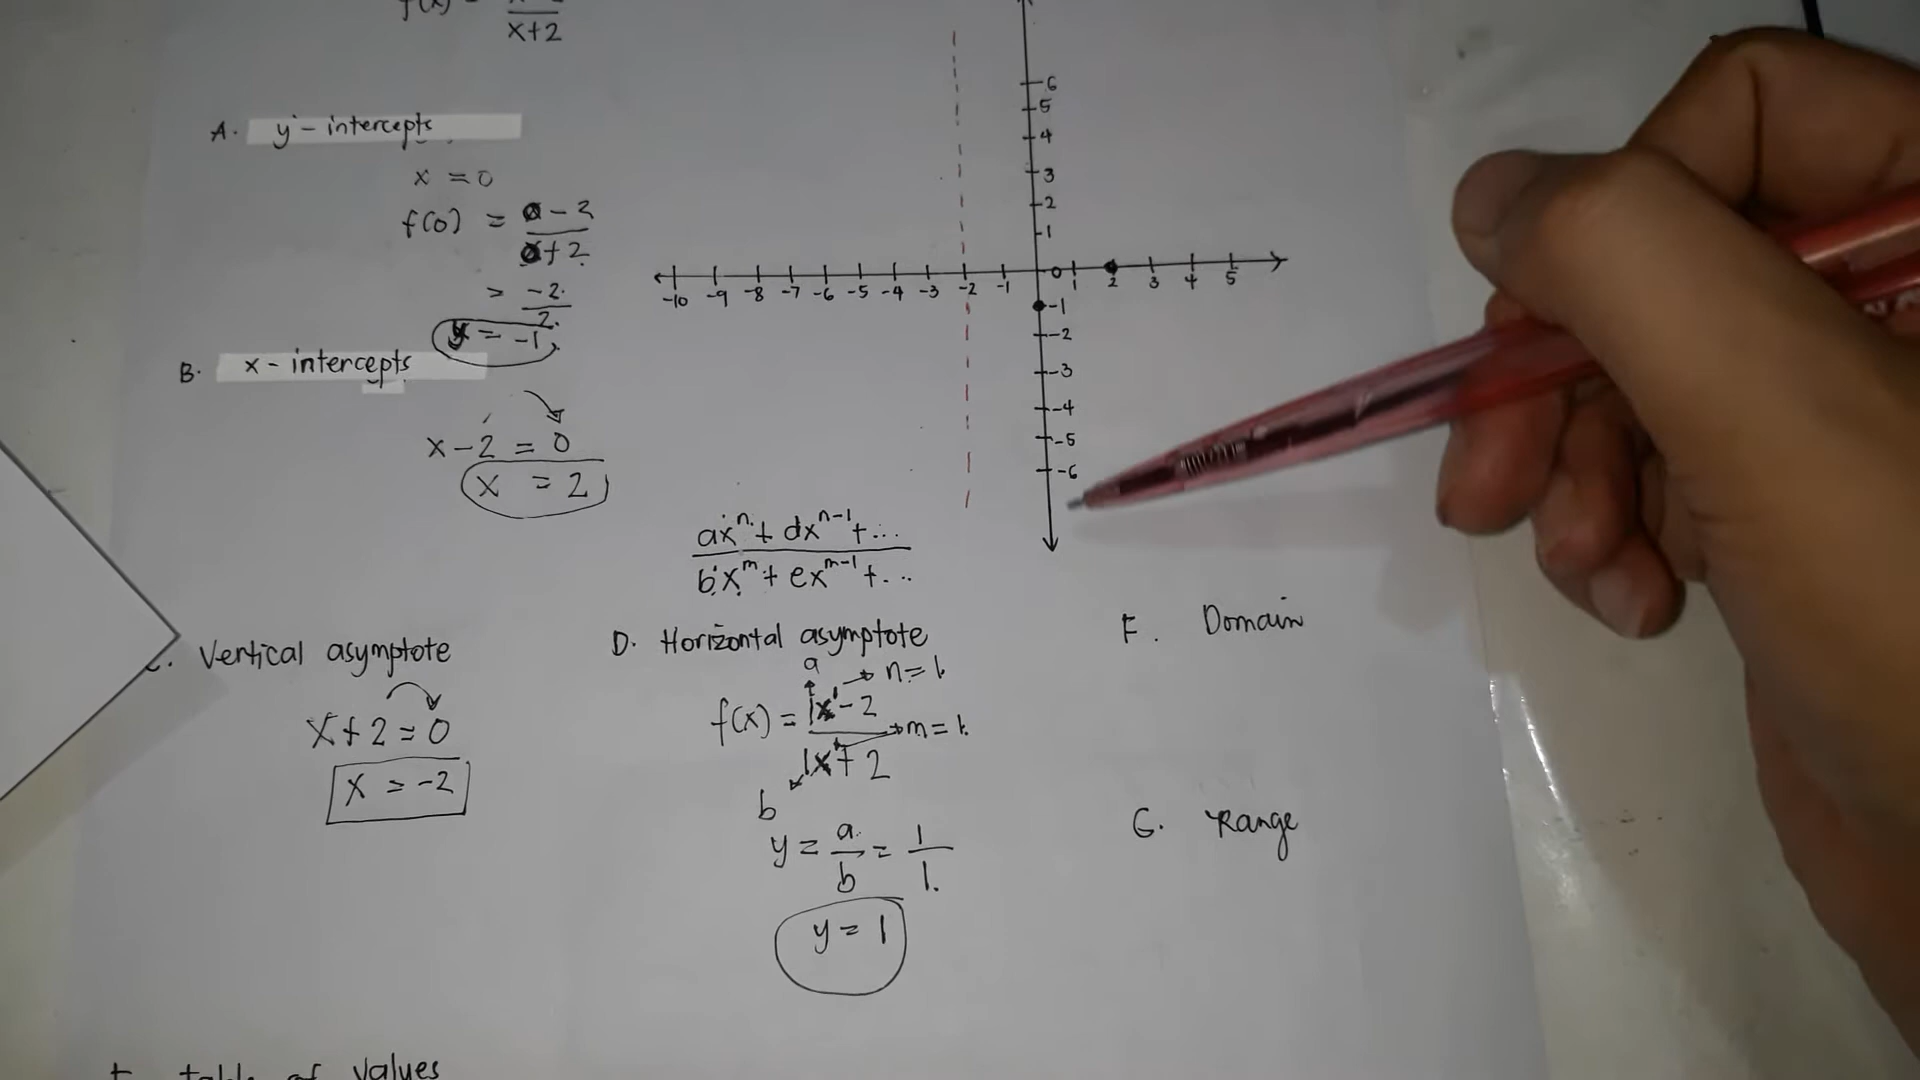 f(x) =
x+2
A. y - intercepts
x = 0
f(0) = 0 - 2
0 + 2
= -2
2
y = -1
B. x - intercepts
x - 2 = 0
x = 2
6
5
4
3
2
1
-10 -9 -8 -7 -6 -5 -4 -3 -2 -1 0 1 2 3 4 5
-1
-2
-3
-4
-5
-6
axⁿ + dxⁿ⁻¹ + ...
bxᵐ + exᵐ⁻¹ + ...
C. Vertical asymptote
x + 2 = 0
x = -2
D. Horizontal asymptote
a
n = 1
f(x) = 1x¹ - 2
m = 1
1x¹ + 2
b
y = a = 1
b 1
y = 1
F. Domain
G. Range
table of values